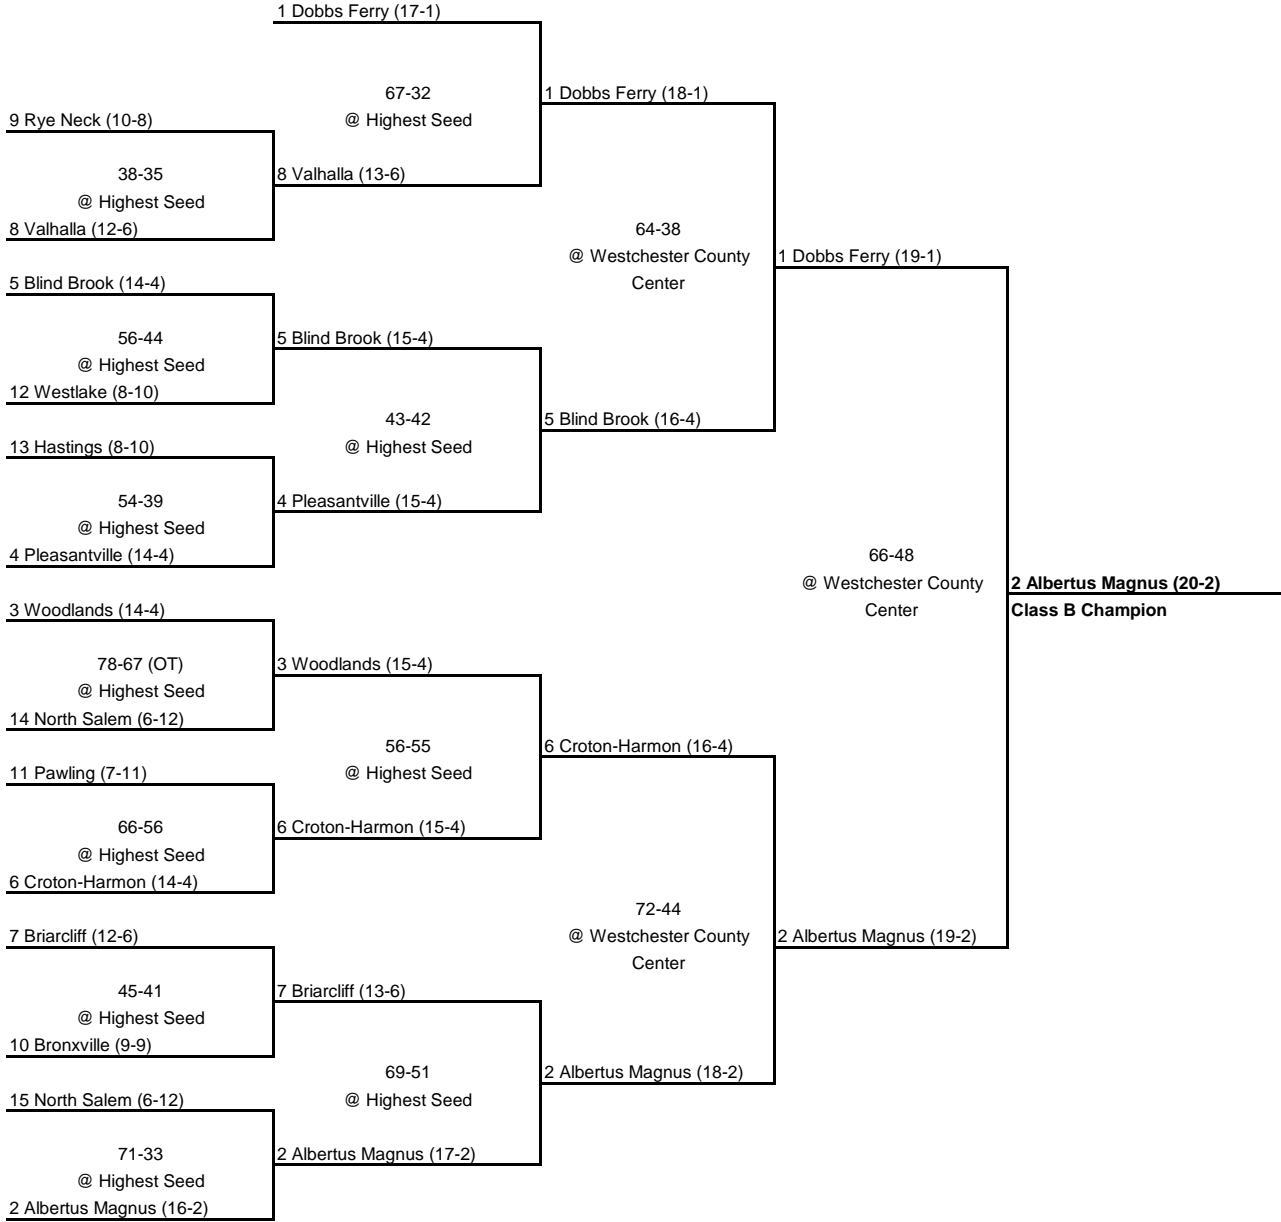 1 Dobbs Ferry (17-1)
67-32
@ Highest Seed
1 Dobbs Ferry (18-1)
9 Rye Neck (10-8)
38-35
@ Highest Seed
8 Valhalla (13-6)
8 Valhalla (12-6)
64-38
@ Westchester County
Center
1 Dobbs Ferry (19-1)
5 Blind Brook (14-4)
56-44
@ Highest Seed
5 Blind Brook (15-4)
12 Westlake (8-10)
43-42
@ Highest Seed
5 Blind Brook (16-4)
13 Hastings (8-10)
54-39
@ Highest Seed
4 Pleasantville (15-4)
4 Pleasantville (14-4)
66-48
@ Westchester County
Center
2 Albertus Magnus (20-2)
Class B Champion
3 Woodlands (14-4)
78-67 (OT)
@ Highest Seed
3 Woodlands (15-4)
14 North Salem (6-12)
56-55
@ Highest Seed
6 Croton-Harmon (16-4)
11 Pawling (7-11)
66-56
@ Highest Seed
6 Croton-Harmon (15-4)
6 Croton-Harmon (14-4)
72-44
@ Westchester County
Center
2 Albertus Magnus (19-2)
7 Briarcliff (12-6)
45-41
@ Highest Seed
7 Briarcliff (13-6)
10 Bronxville (9-9)
69-51
@ Highest Seed
2 Albertus Magnus (18-2)
15 North Salem (6-12)
71-33
@ Highest Seed
2 Albertus Magnus (17-2)
2 Albertus Magnus (16-2)